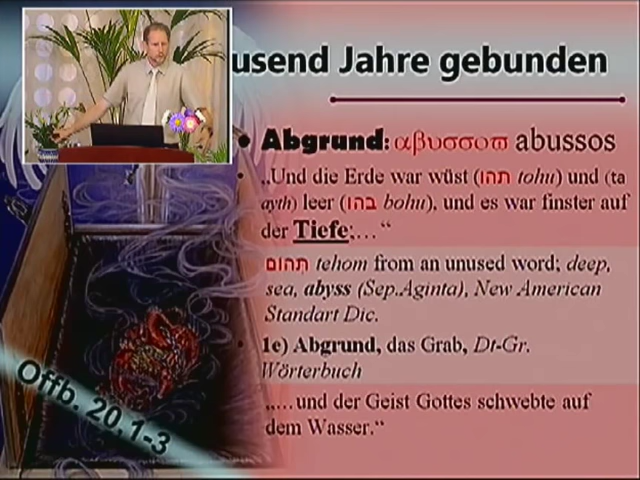 usend Jahre gebunden
• Abgrund: αβυσσοϖ abussos
• „Und die Erde war wüst (תהו tohu) und (ta
ayth) leer (בהו bohu), und es war finster auf
der Tiefe;…“
תְּהוֹם tehom from an unused word; deep,
sea, abyss (Sep.Aginta), New American
Standart Dic.
• 1e) Abgrund, das Grab, Dt-Gr.
Wörterbuch
„…und der Geist Gottes schwebte auf
dem Wasser.“
Offb. 20,1-3